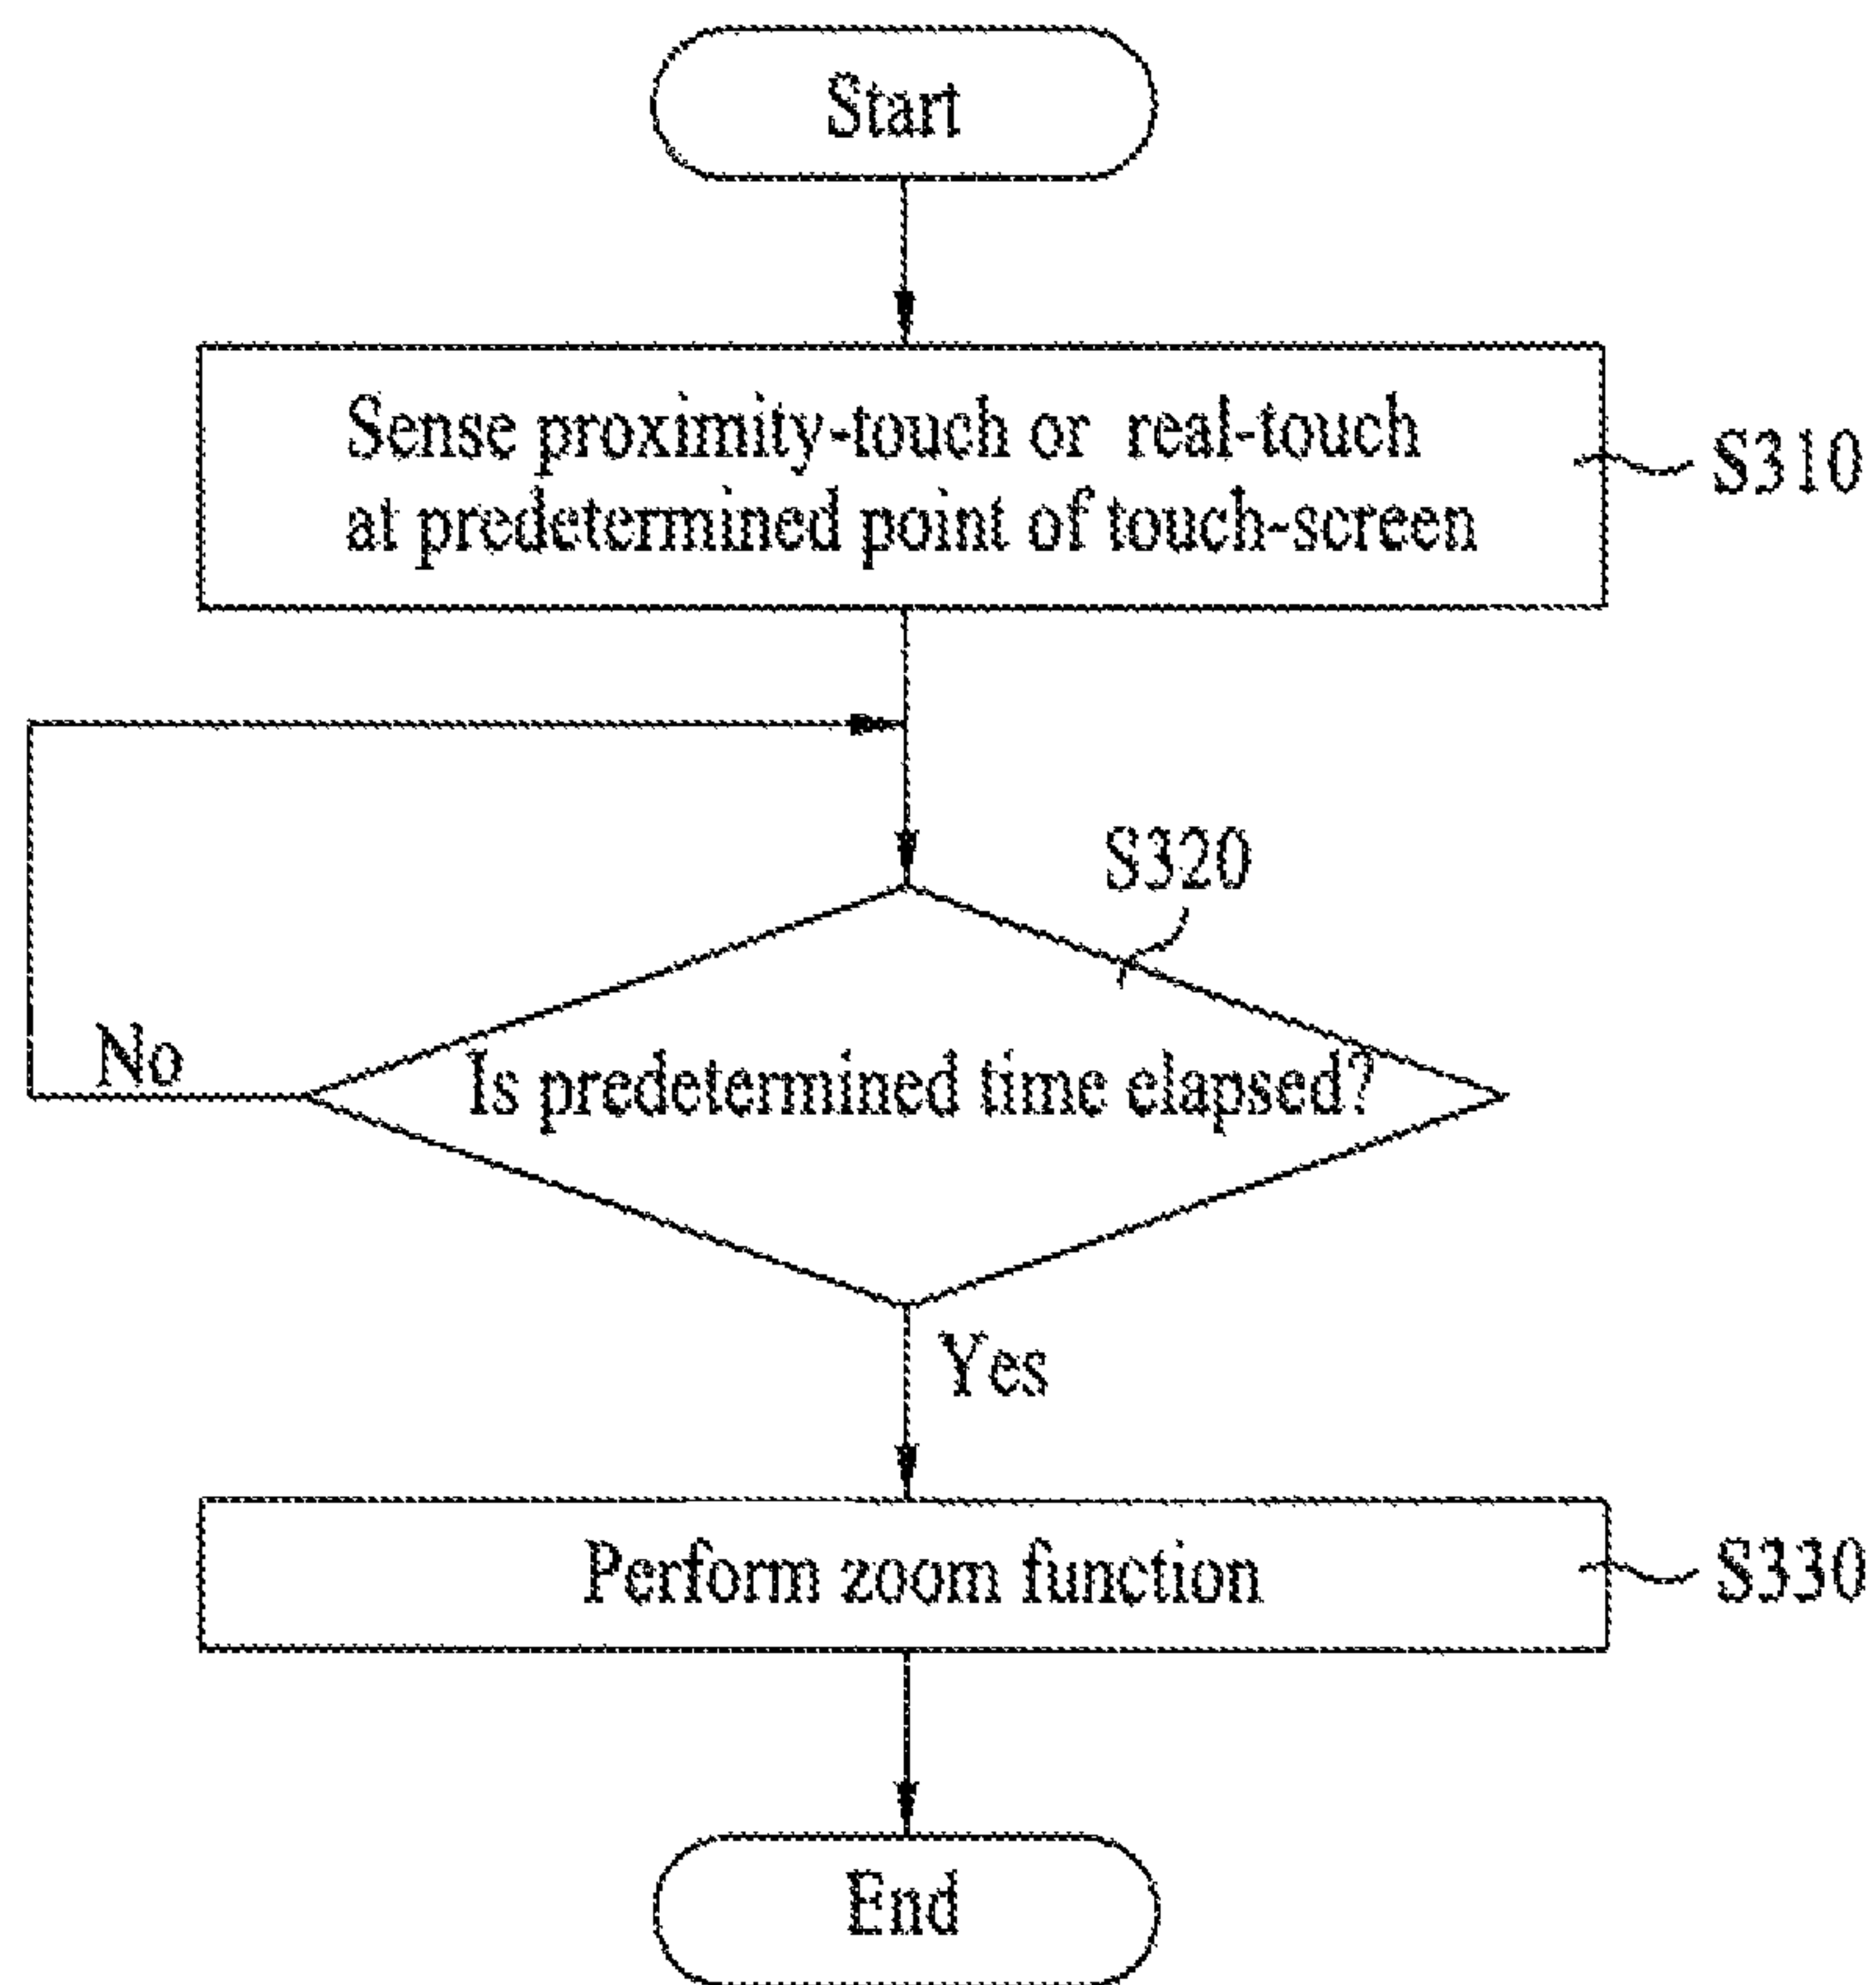 Start
Sense proximity-touch or real-touch
at predetermined point of touch-screen
S310
S320
No
Is predetermined time elapsed?
Yes
Perform zoom function
S330
End